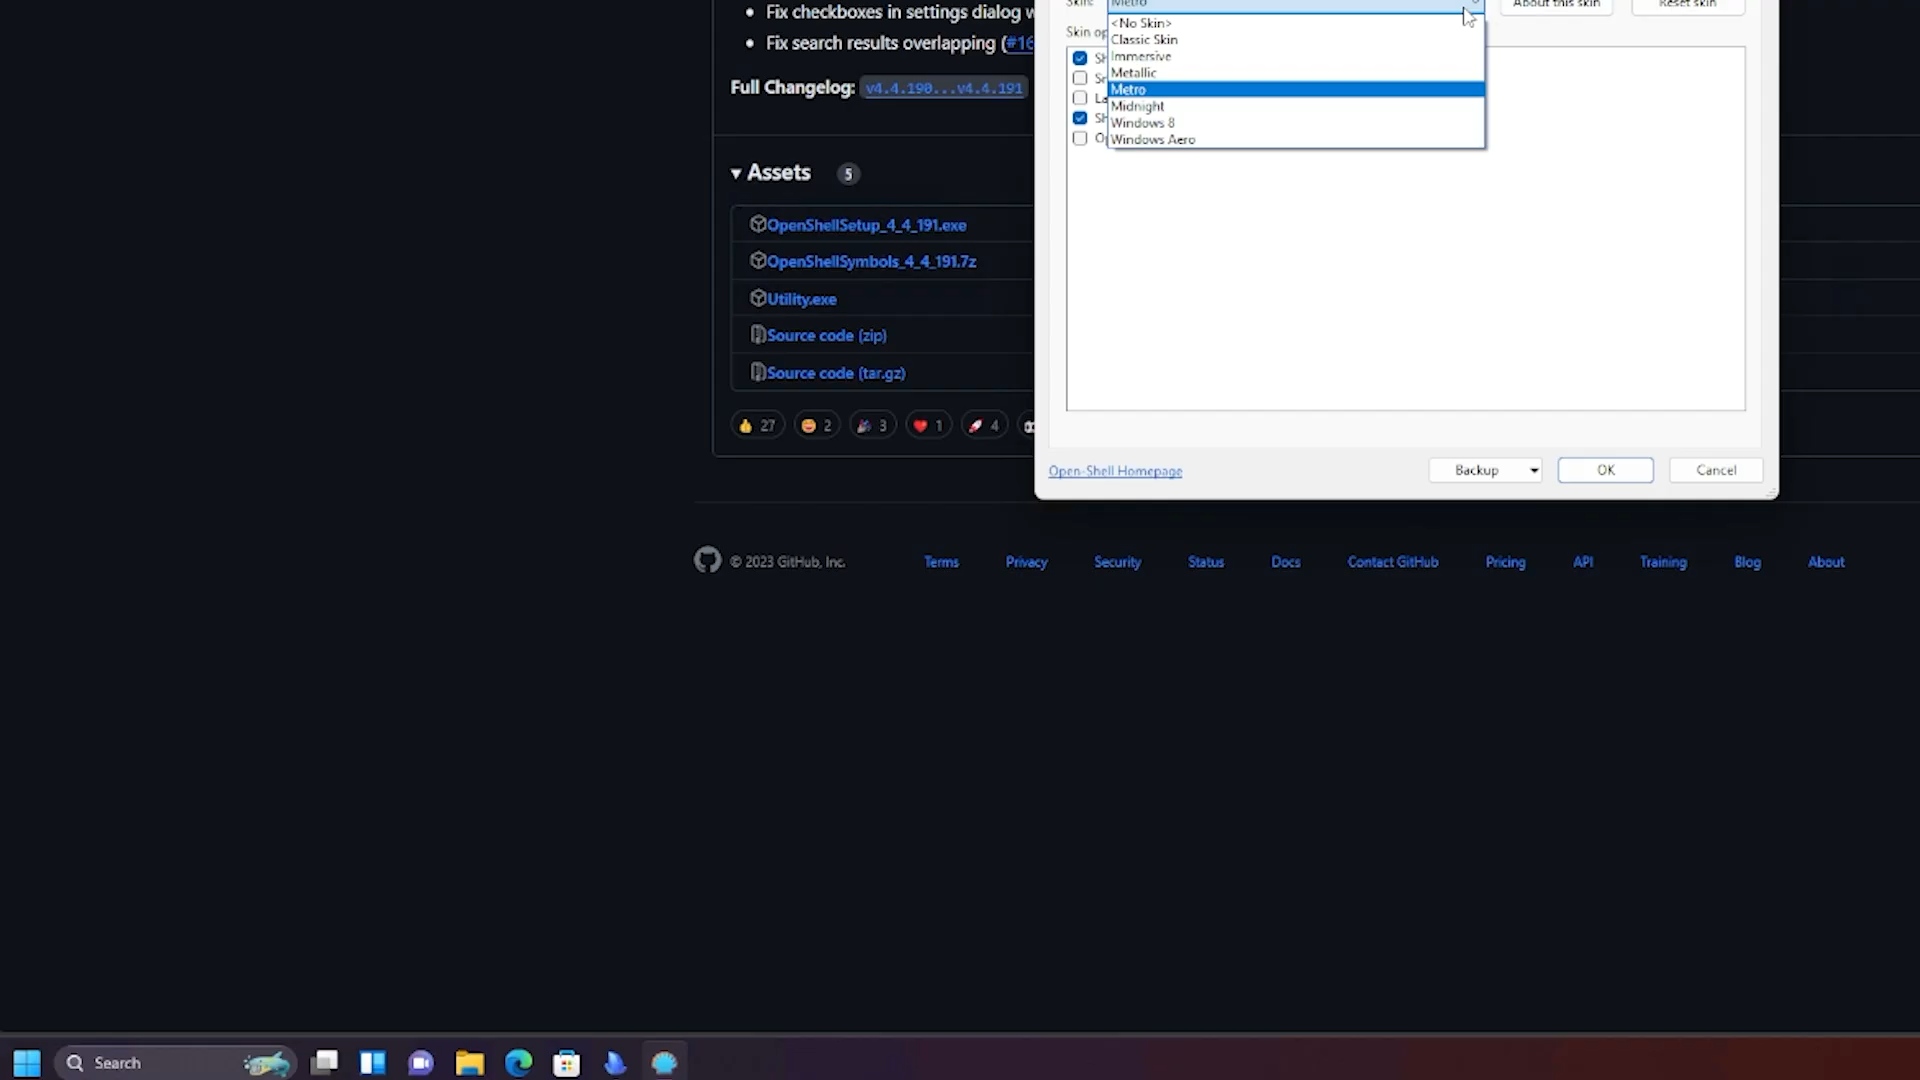 Fix checkboxes in settings dialog
Fix search results overlapping (#16
Full Changelog: v4.4.190...v4.4.191
Assets 5
OpenShellSetup_4_4_191.exe
OpenShellSymbols_4_4_191.7z
Utility.exe
Source code (zip)
Source code (tar.gz)
27 2 3 1 4
Skin: Metro
About this skin
Reset skin
<No Skin>
Classic Skin
Immersive
Metallic
Metro
Midnight
Windows 8
Windows Aero
Skin op
Open-Shell Homepage
Backup
OK
Cancel
© 2023 GitHub, Inc.
Terms
Privacy
Security
Status
Docs
Contact GitHub
Pricing
API
Training
Blog
About
Search